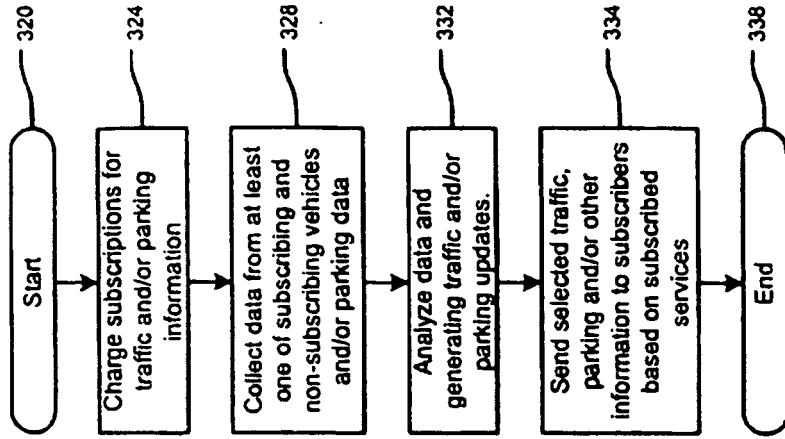 Start
320
Charge subscriptions for
traffic and/or parking
information
324
Collect data from at least
one of subscribing and
non-subscribing vehicles
and/or parking data
328
Analyze data and
generating traffic and/or
parking updates.
332
Send selected traffic,
parking and/or other
information to subscribers
based on subscribed
services
334
End
338